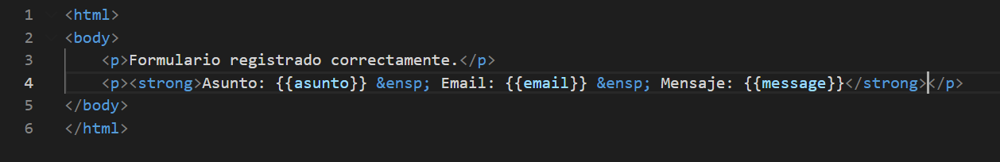 1 <html>
2 <body>
3 <p>Formulario registrado correctamente.</p>
4 <p><strong>Asunto: {{asunto}} &ensp; Email: {{email}} &ensp; Mensaje: {{message}}</strong></p>
5 </body>
6 </html>